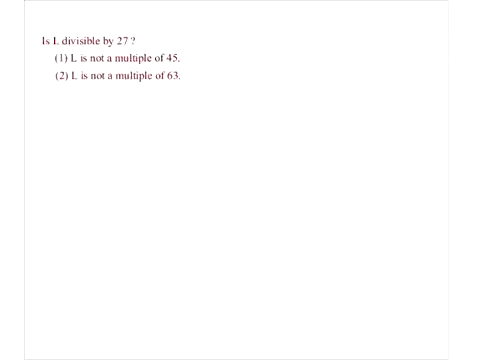 Is L divisible by 27 ?
(1) L is not a multiple of 45.
(2) L is not a multiple of 63.